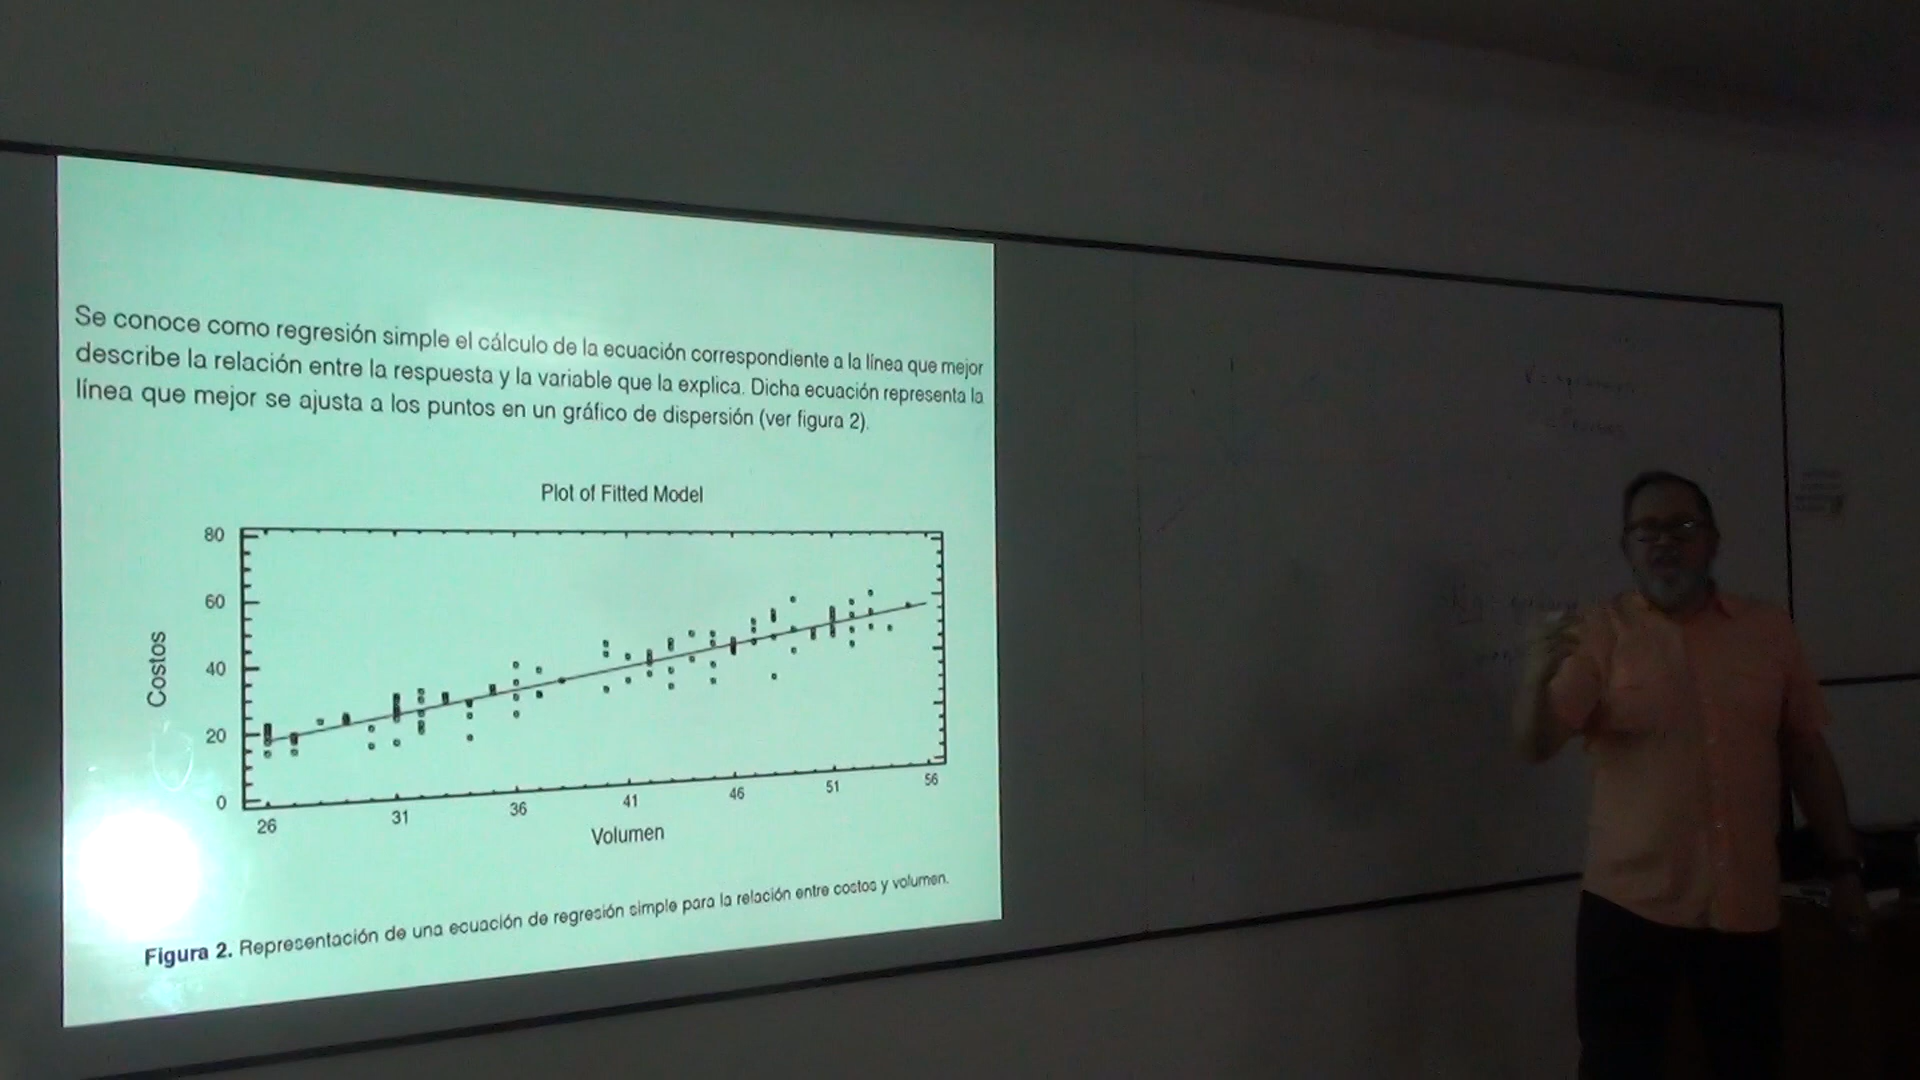 Se conoce como regresión simple el cálculo de la ecuación correspondiente a la línea que mejor
describe la relación entre la respuesta y la variable que la explica. Dicha ecuación representa la
línea que mejor se ajusta a los puntos en un gráfico de dispersión (ver figura 2).
Plot of Fitted Model
80
60
40
20
0
Costos
26
31
36
41
46
51
56
Volumen
Figura 2. Representación de una ecuación de regresión simple para la relación entre costos y volumen.